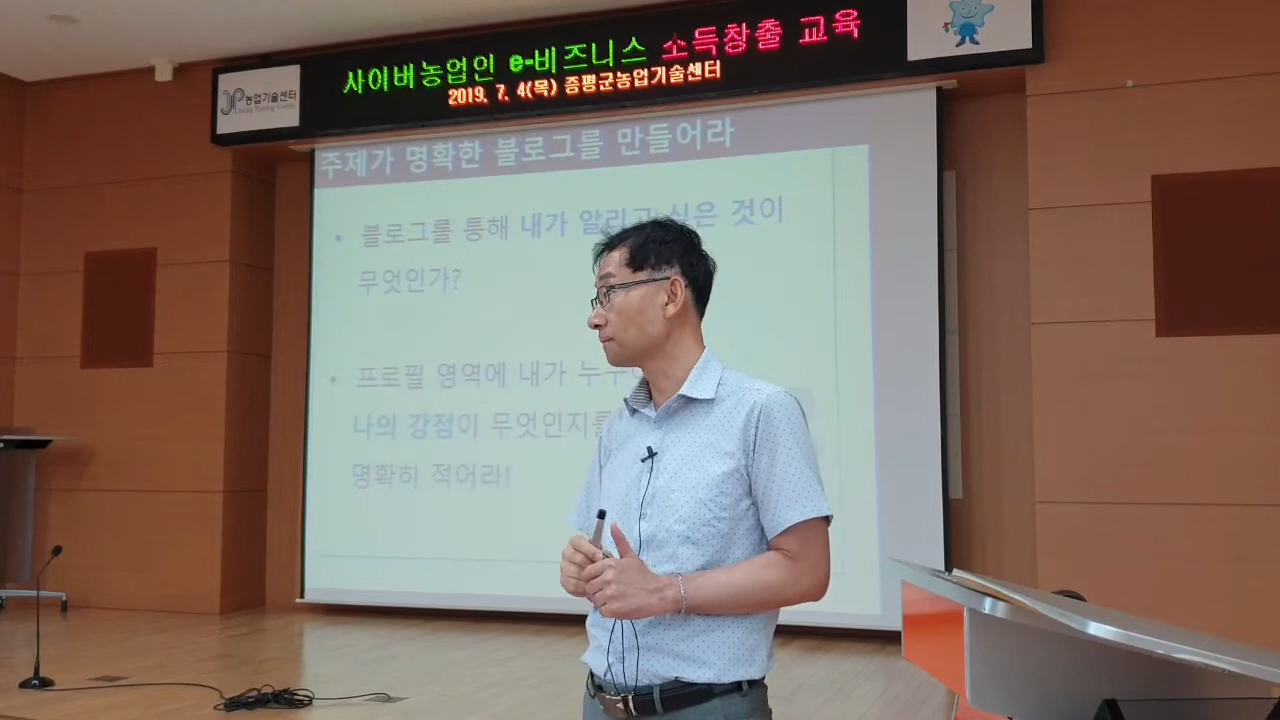 사이버농업인 e-비즈니스 소득창출 교육
2019. 7. 4(목) 증평군농업기술센터
JP농업기술센터
주제가 명확한 블로그를 만들어라
• 블로그를 통해 내가 알리고 싶은 것이
무엇인가?
• 프로필 영역에 내가
나의 강점이 무엇인지를
명확히 적어라!